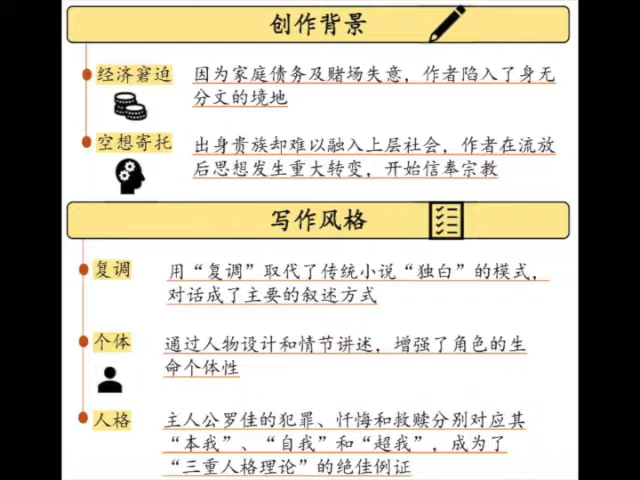 创作背景
经济窘迫
因为家庭债务及赌场失意，作者陷入了身无
分文的境地
空想寄托
出身贵族却难以融入上层社会，作者在流放
后思想发生重大转变，开始信奉宗教
写作风格
复调
用“复调”取代了传统小说“独白”的模式，
对话成了主要的叙述方式
个体
通过人物设计和情节讲述，增强了角色的生
命个体性
人格
主人公罗佳的犯罪、忏悔和救赎分别对应其
“本我”、“自我”和“超我”，成为了
“三重人格理论”的绝佳例证